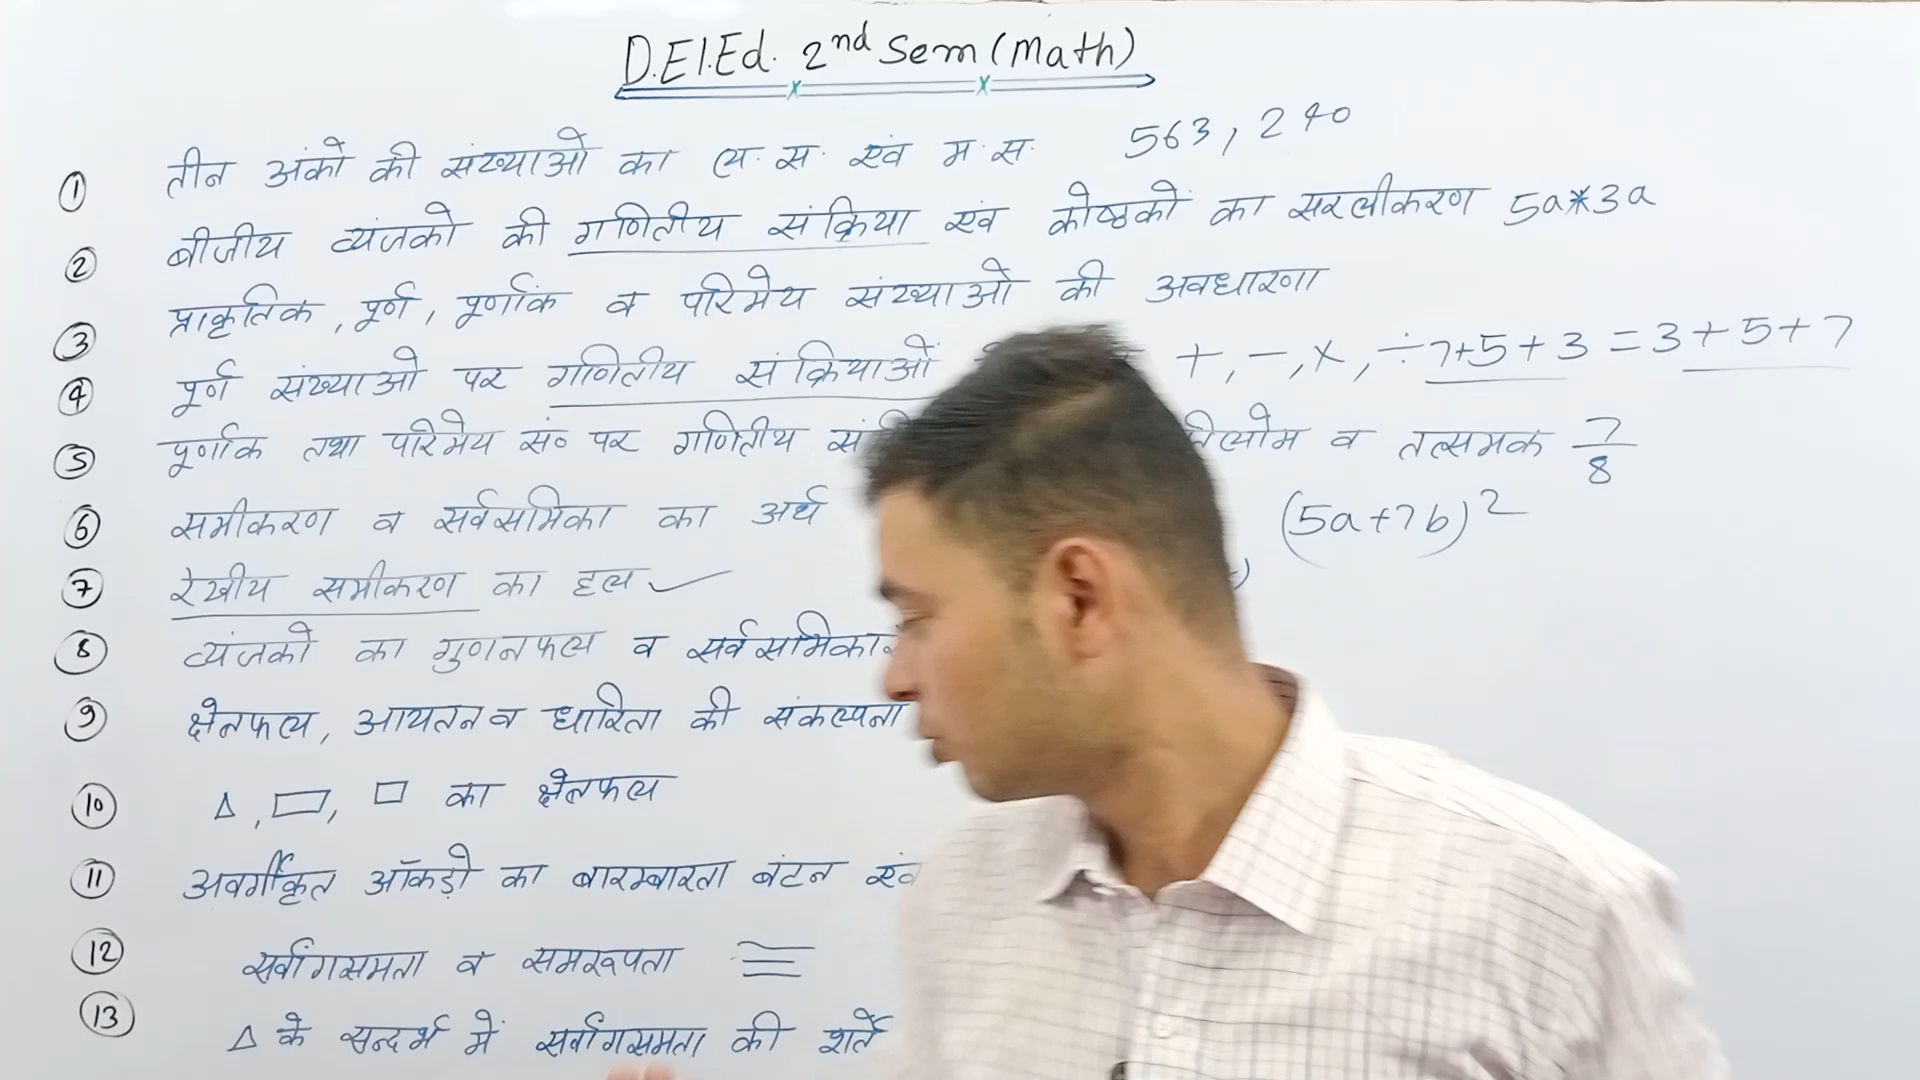 D.El.Ed. 2nd Sem (Math)
① तीन अंको की संख्याओ का ल. स. एंव म. स. 563, 240
② बीजीय व्यंजको की गणितीय संक्रिया एंव कोष्ठको का सरलीकरण 5a*3a
③ प्राकृतिक, पूर्ण, पूर्णांक व परिमेय संख्याओ की अवधारणा
④ पूर्ण संख्याओ पर गणितीय संक्रियाओं +, -, ×, ÷ 7+5+3 = 3+5+7
⑤ पूर्णांक तथा परिमेय सं० पर गणितीय व तत्समक 7/8
⑥ समीकरण व सर्वसमिका का अर्थ (5a+7b)²
⑦ रेखीय समीकरण का हल ✓
⑧ व्यंजको का गुणनफल व सर्वसमिका
⑨ क्षेत्रफल, आयतन व धारिता की संकल्पना
⑩ △, ▭, □ का क्षेत्रफल
⑪ अवर्गीकृत ऑकड़ो का बारम्बारता बंटन एंव
⑫ सर्वांगसमता व समरूपता ≅
⑬ △ के सन्दर्भ में सर्वांगसमता की शर्ते